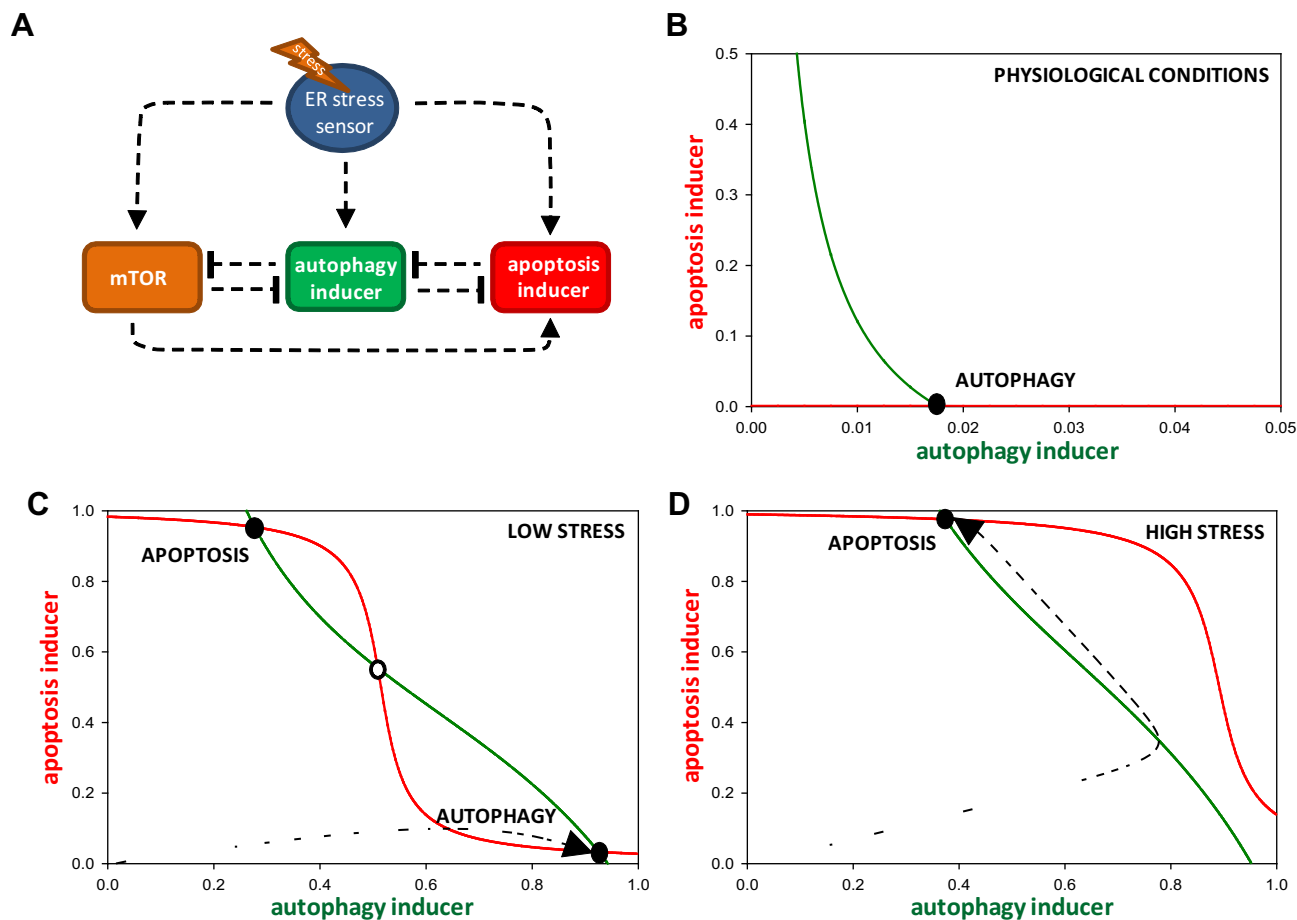 A
stress
ER stress
sensor
mTOR
autophagy
inducer
apoptosis
inducer
B
PHYSIOLOGICAL CONDITIONS
apoptosis inducer
0.5
0.4
0.3
0.2
0.1
0.0
AUTOPHAGY
0.00 0.01 0.02 0.03 0.04 0.05
autophagy inducer
C
LOW STRESS
apoptosis inducer
1.0
0.8
0.6
0.4
0.2
0.0
APOPTOSIS
AUTOPHAGY
0.0 0.2 0.4 0.6 0.8 1.0
autophagy inducer
D
HIGH STRESS
apoptosis inducer
1.0
0.8
0.6
0.4
0.2
0.0
APOPTOSIS
0.0 0.2 0.4 0.6 0.8 1.0
autophagy inducer